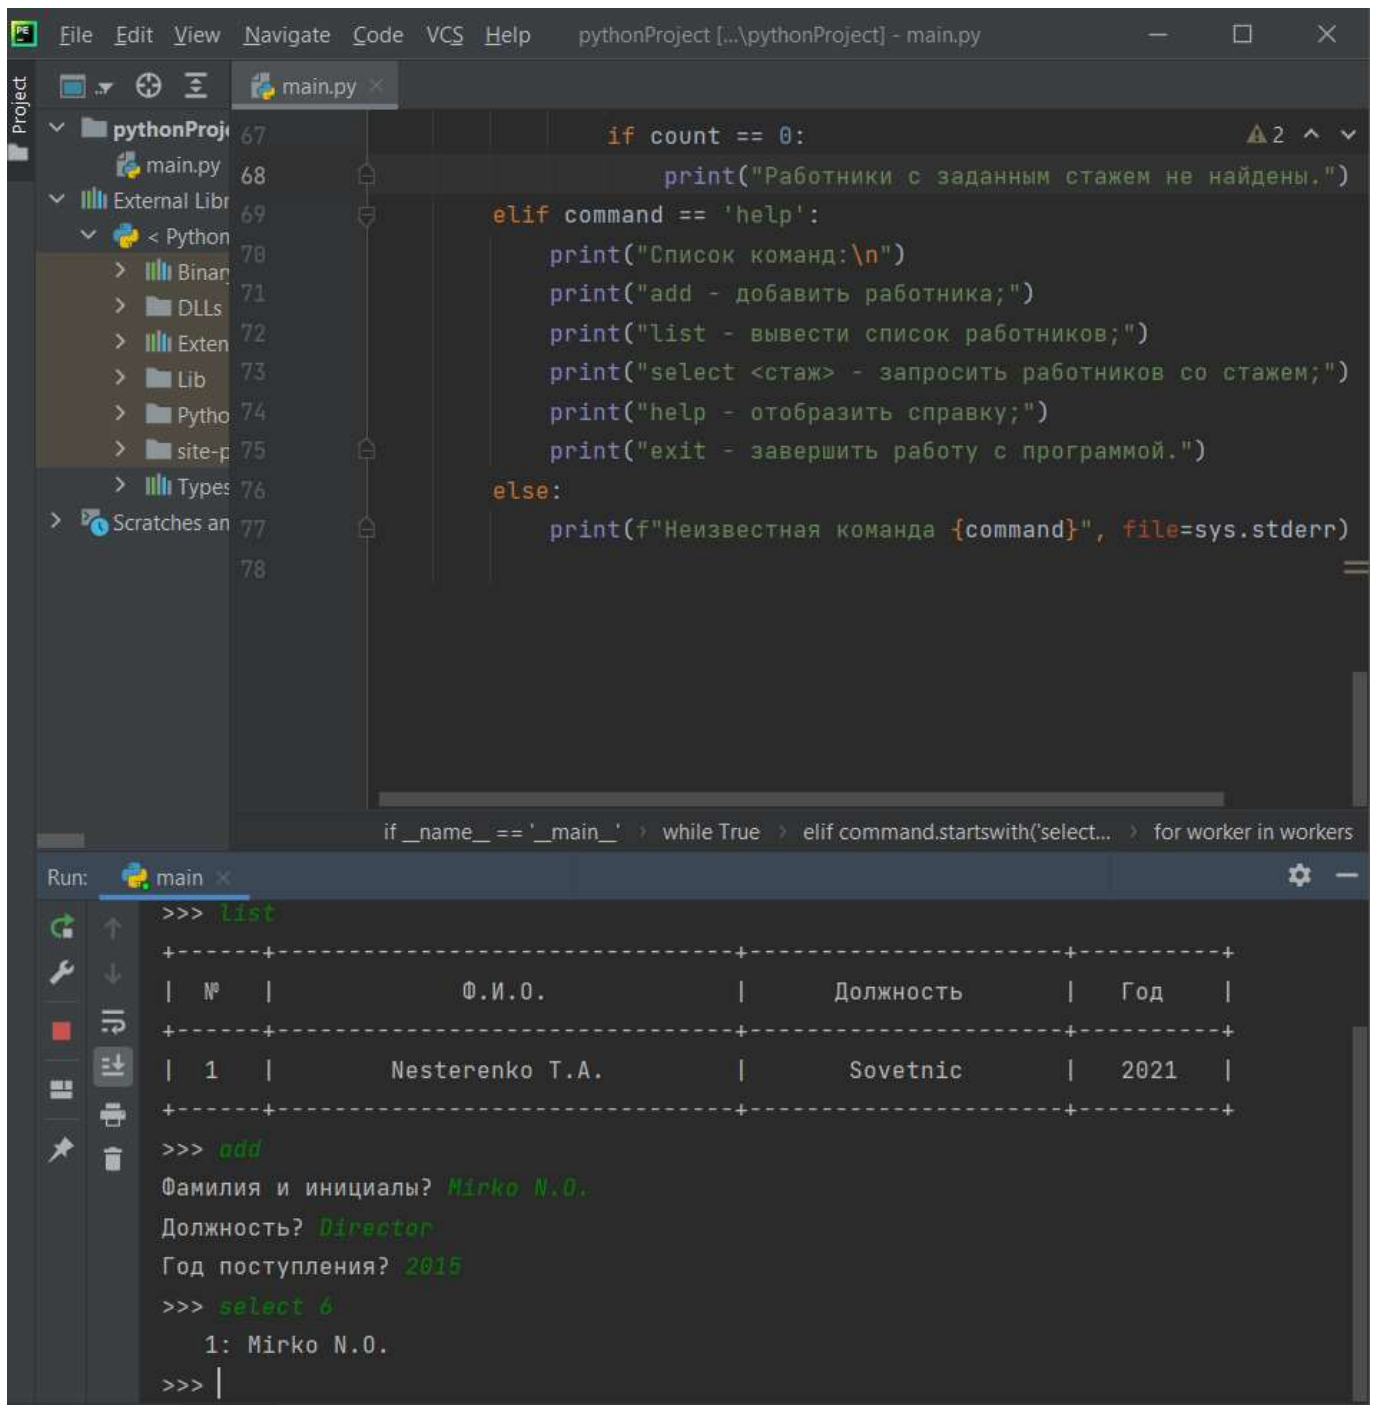 File Edit View Navigate Code VCS Help pythonProject [...\pythonProject] - main.py
Project
main.py
pythonProj
main.py
External Libr
< Python
Binary
DLLs
Exten
Lib
Pytho
site-p
Types
Scratches an
67 if count == 0:
2
68 print("Работники с заданным стажем не найдены.")
69 elif command == 'help':
70 print("Список команд:\n")
71 print("add - добавить работника;")
72 print("list - вывести список работников;")
73 print("select <стаж> - запросить работников со стажем;")
74 print("help - отобразить справку;")
75 print("exit - завершить работу с программой.")
76 else:
77 print(f"Неизвестная команда {command}", file=sys.stderr)
78
if __name__ == '__main__' › while True › elif command.startswith('select... › for worker in workers
Run: main
>>> list
+------+--------------------------------+----------------------+----------+
| № | Ф.И.О. | Должность | Год |
+------+--------------------------------+----------------------+----------+
| 1 | Nesterenko T.A. | Sovetnic | 2021 |
+------+--------------------------------+----------------------+----------+
>>> add
Фамилия и инициалы? Mirko N.O.
Должность? Director
Год поступления? 2015
>>> select 6
1: Mirko N.O.
>>>